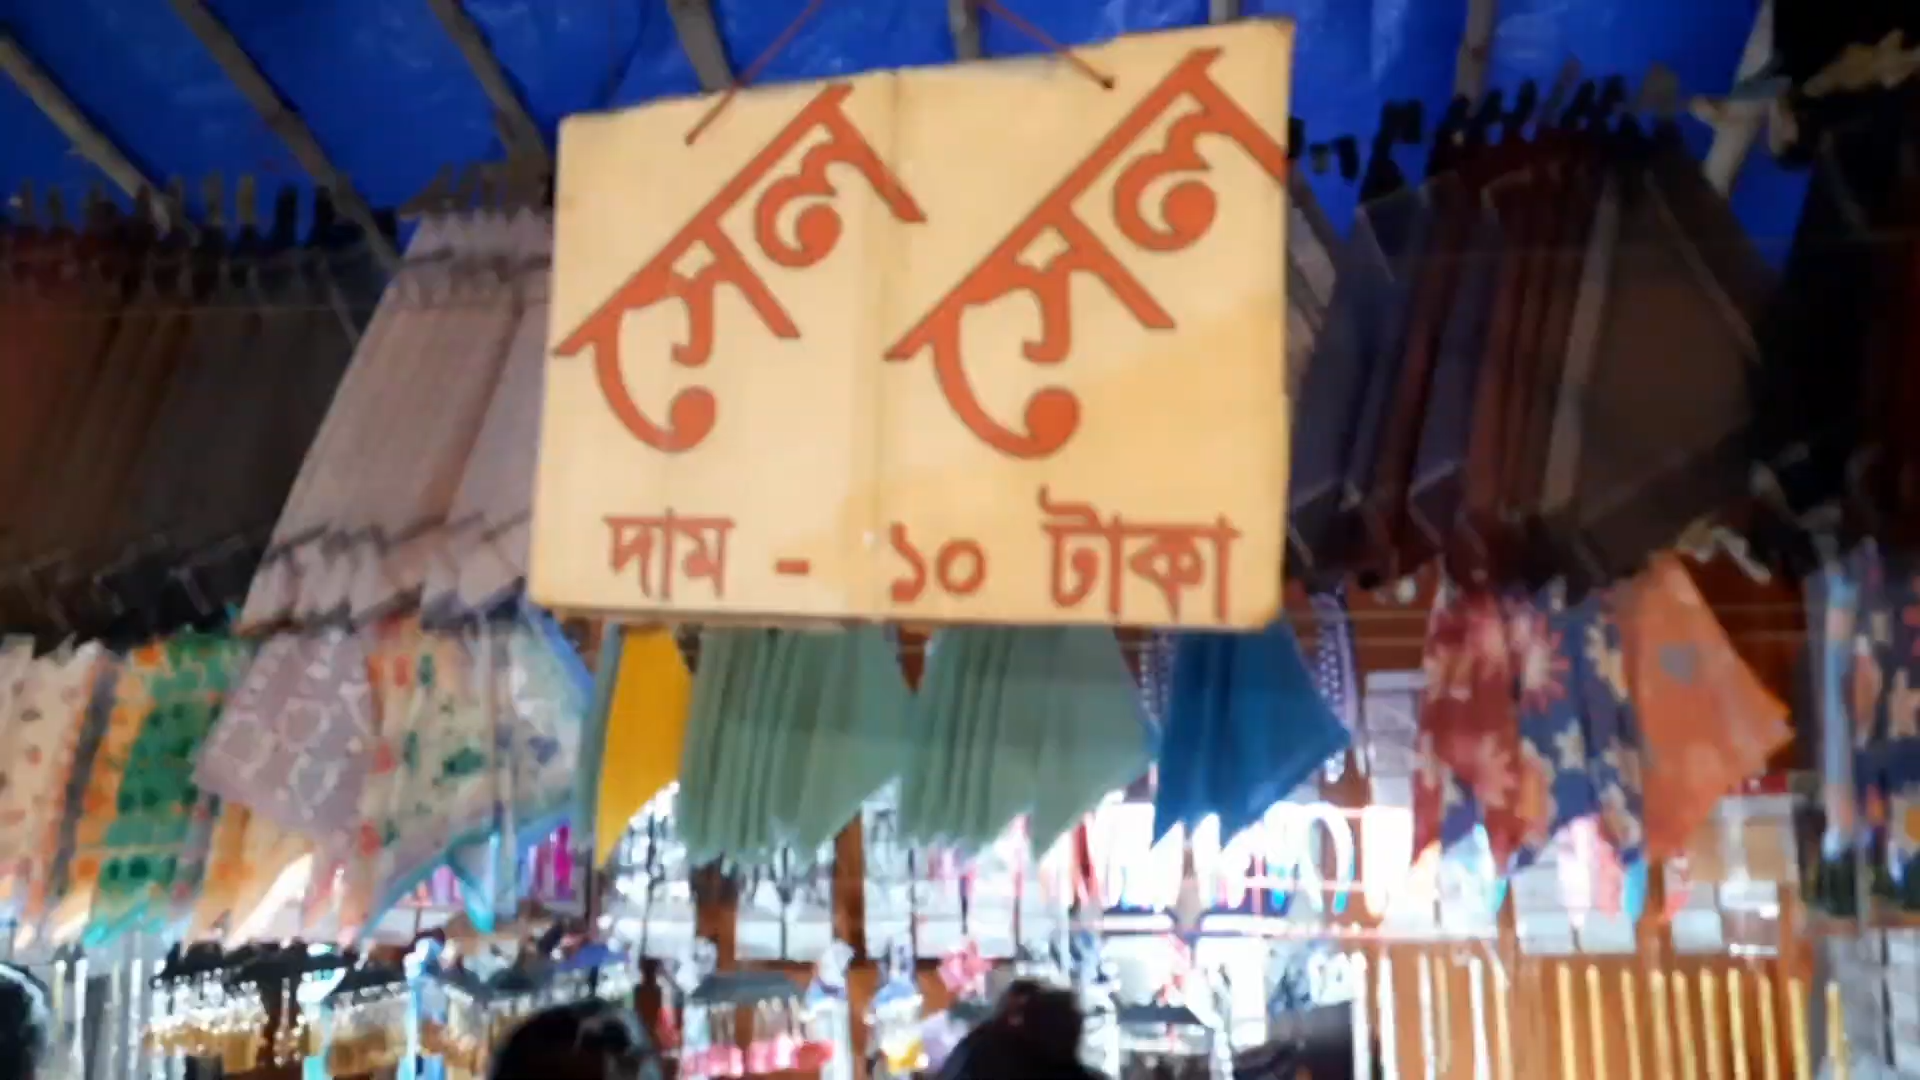 সেল সেল
দাম - ১০ টাকা